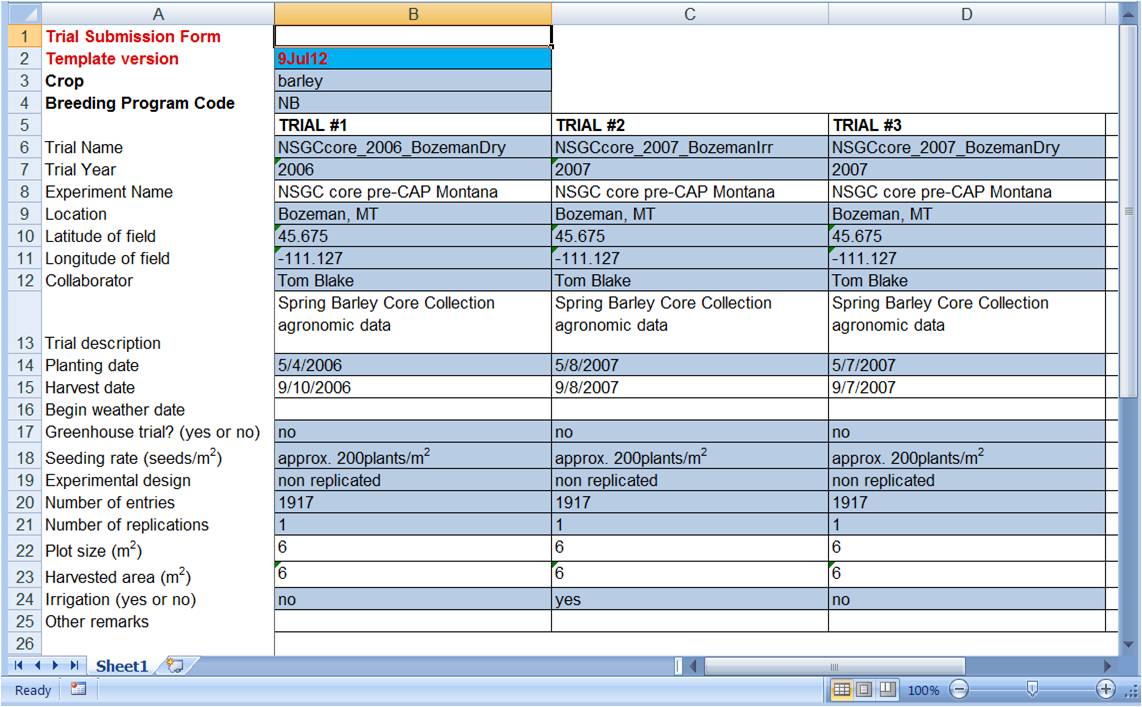 A B C D
1 Trial Submission Form
2 Template version 9Jul12
3 Crop barley
4 Breeding Program Code NB
5 TRIAL #1 TRIAL #2 TRIAL #3
6 Trial Name NSGCcore_2006_BozemanDry NSGCcore_2007_BozemanIrr NSGCcore_2007_BozemanDry
7 Trial Year 2006 2007 2007
8 Experiment Name NSGC core pre-CAP Montana NSGC core pre-CAP Montana NSGC core pre-CAP Montana
9 Location Bozeman, MT Bozeman, MT Bozeman, MT
10 Latitude of field 45.675 45.675 45.675
11 Longitude of field -111.127 -111.127 -111.127
12 Collaborator Tom Blake Tom Blake Tom Blake
Spring Barley Core Collection Spring Barley Core Collection Spring Barley Core Collection
agronomic data agronomic data agronomic data
13 Trial description
14 Planting date 5/4/2006 5/8/2007 5/7/2007
15 Harvest date 9/10/2006 9/8/2007 9/7/2007
16 Begin weather date
17 Greenhouse trial? (yes or no) no no no
18 Seeding rate (seeds/m²) approx. 200plants/m² approx. 200plants/m² approx. 200plants/m²
19 Experimental design non replicated non replicated non replicated
20 Number of entries 1917 1917 1917
21 Number of replications 1 1 1
22 Plot size (m²) 6 6 6
23 Harvested area (m²) 6 6 6
24 Irrigation (yes or no) no yes no
25 Other remarks
26
Sheet1
Ready 100%